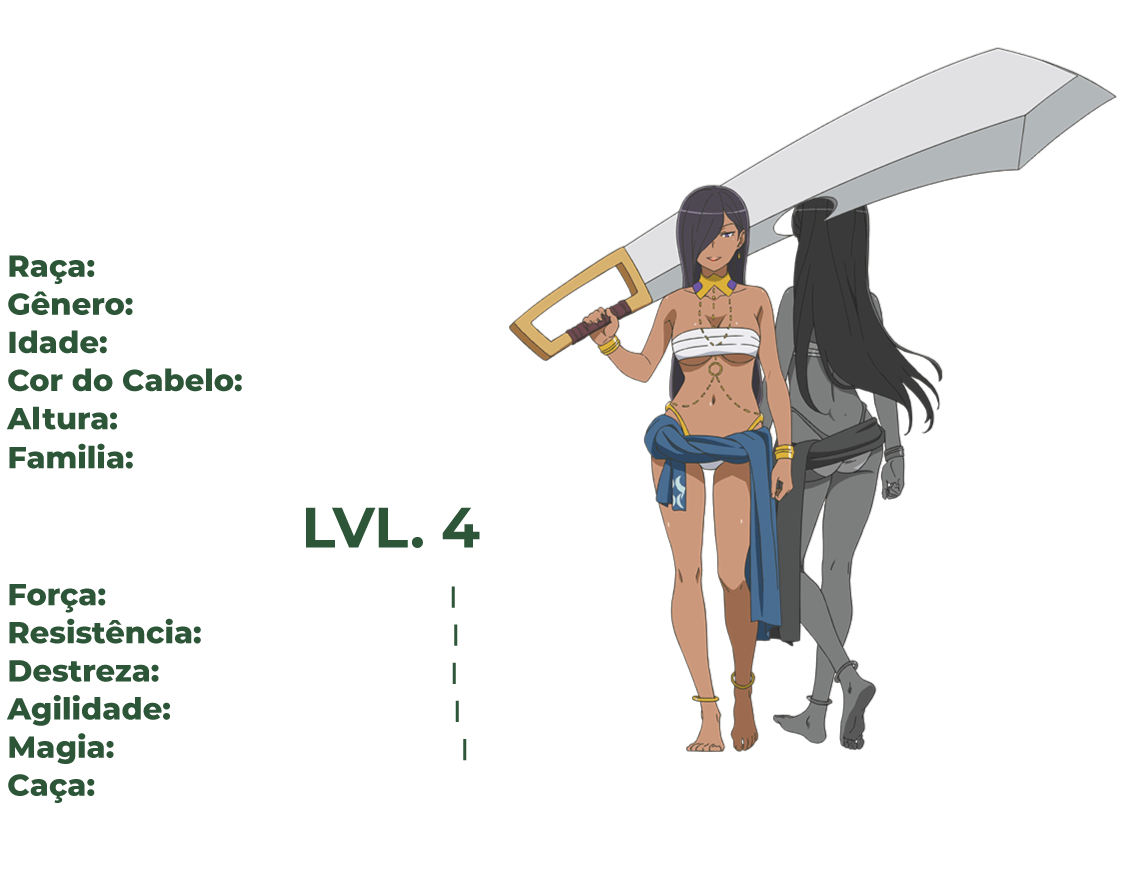 Raça:
Gênero:
Idade:
Cor do Cabelo:
Altura:
Familia:
LVL. 4
Força: |
Resistência: |
Destreza: |
Agilidade: |
Magia: |
Caça: